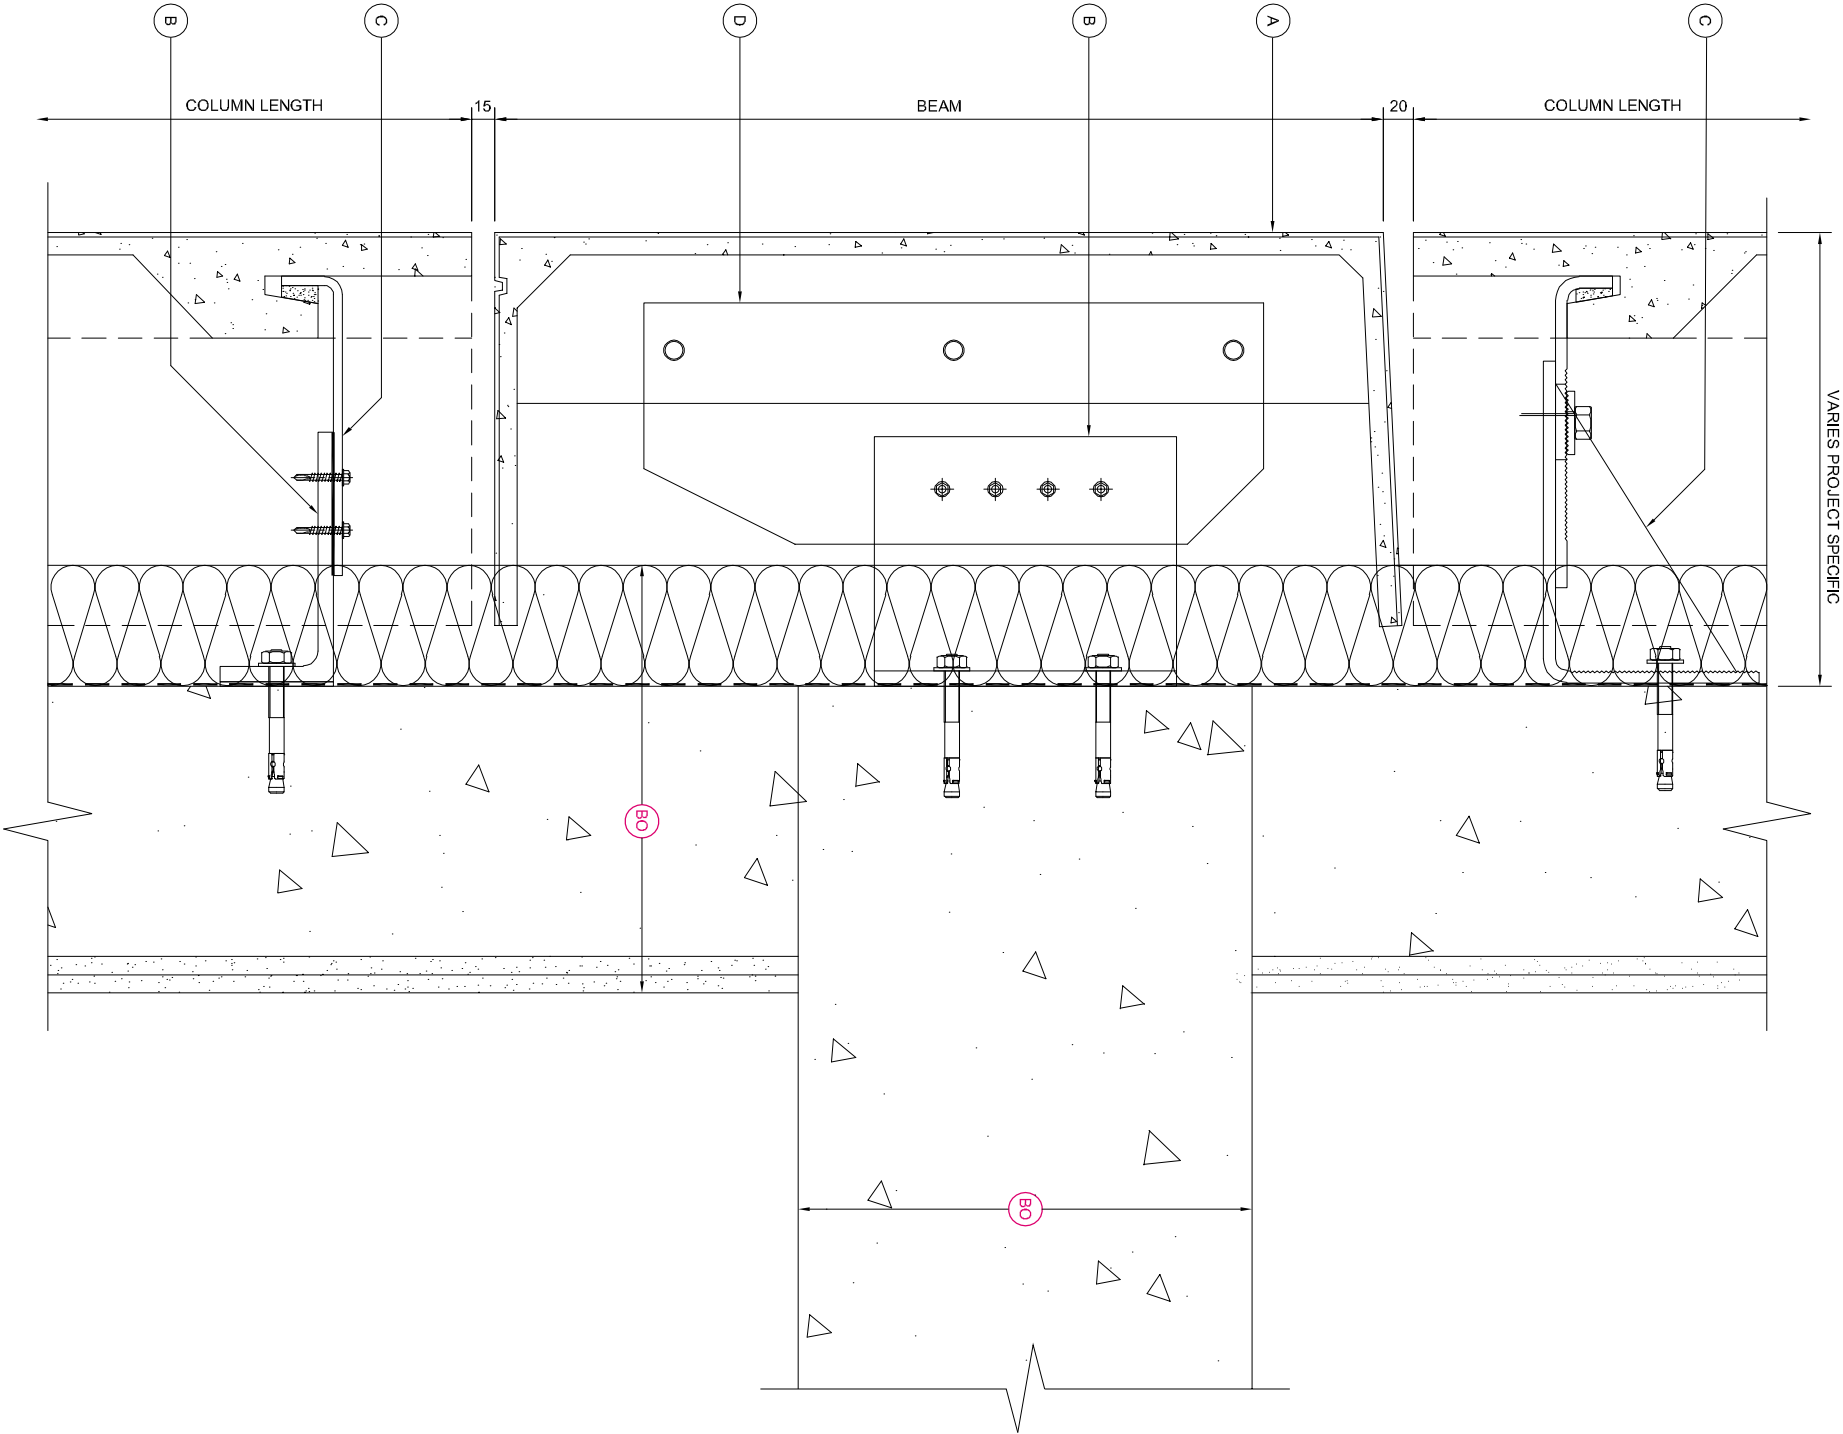 B
C
D
B
A
C
COLUMN LENGTH
15
BEAM
20
COLUMN LENGTH
VARIES PROJECT SPECIFIC
BO
BO